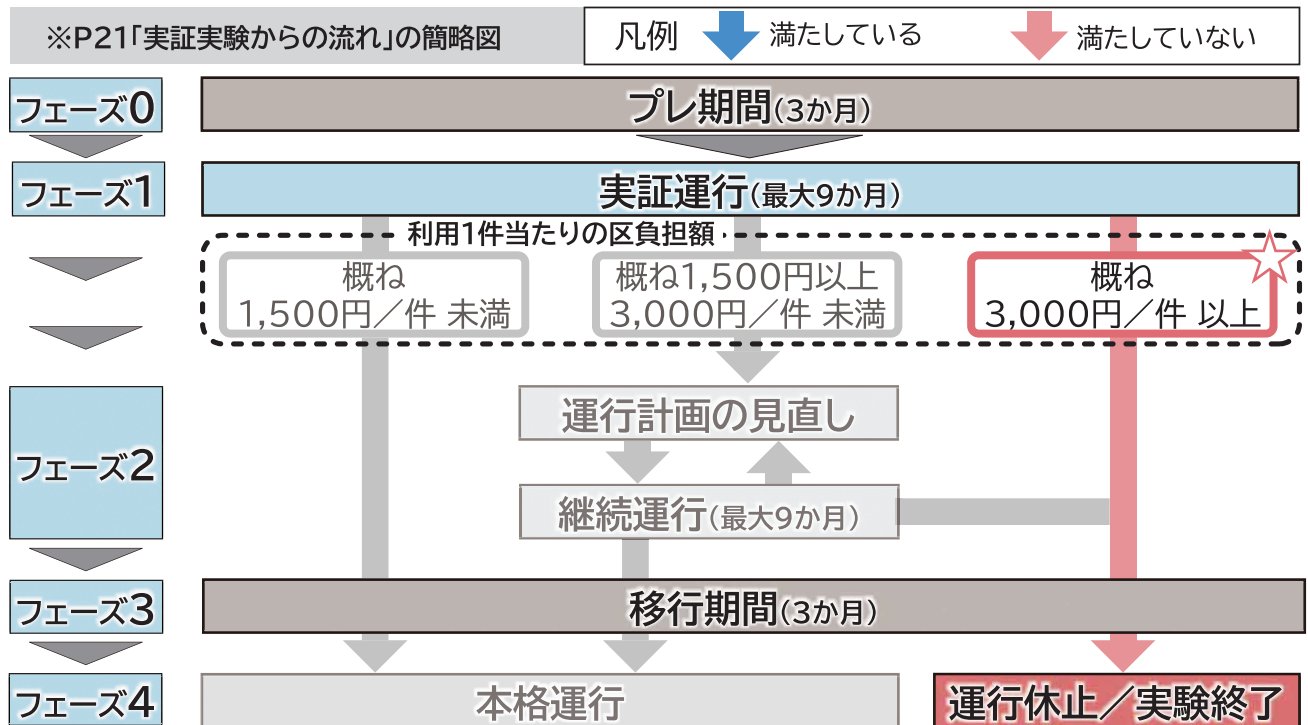 ※P21「実証実験からの流れ」の簡略図
凡例 満たしている 満たしていない
フェーズ0
プレ期間(3か月)
フェーズ1
実証運行(最大9か月)
利用1件当たりの区負担額
概ね
1,500円／件 未満
概ね1,500円以上
3,000円／件 未満
概ね
3,000円／件 以上
フェーズ2
運行計画の見直し
継続運行(最大9か月)
フェーズ3
移行期間(3か月)
フェーズ4
本格運行
運行休止／実験終了